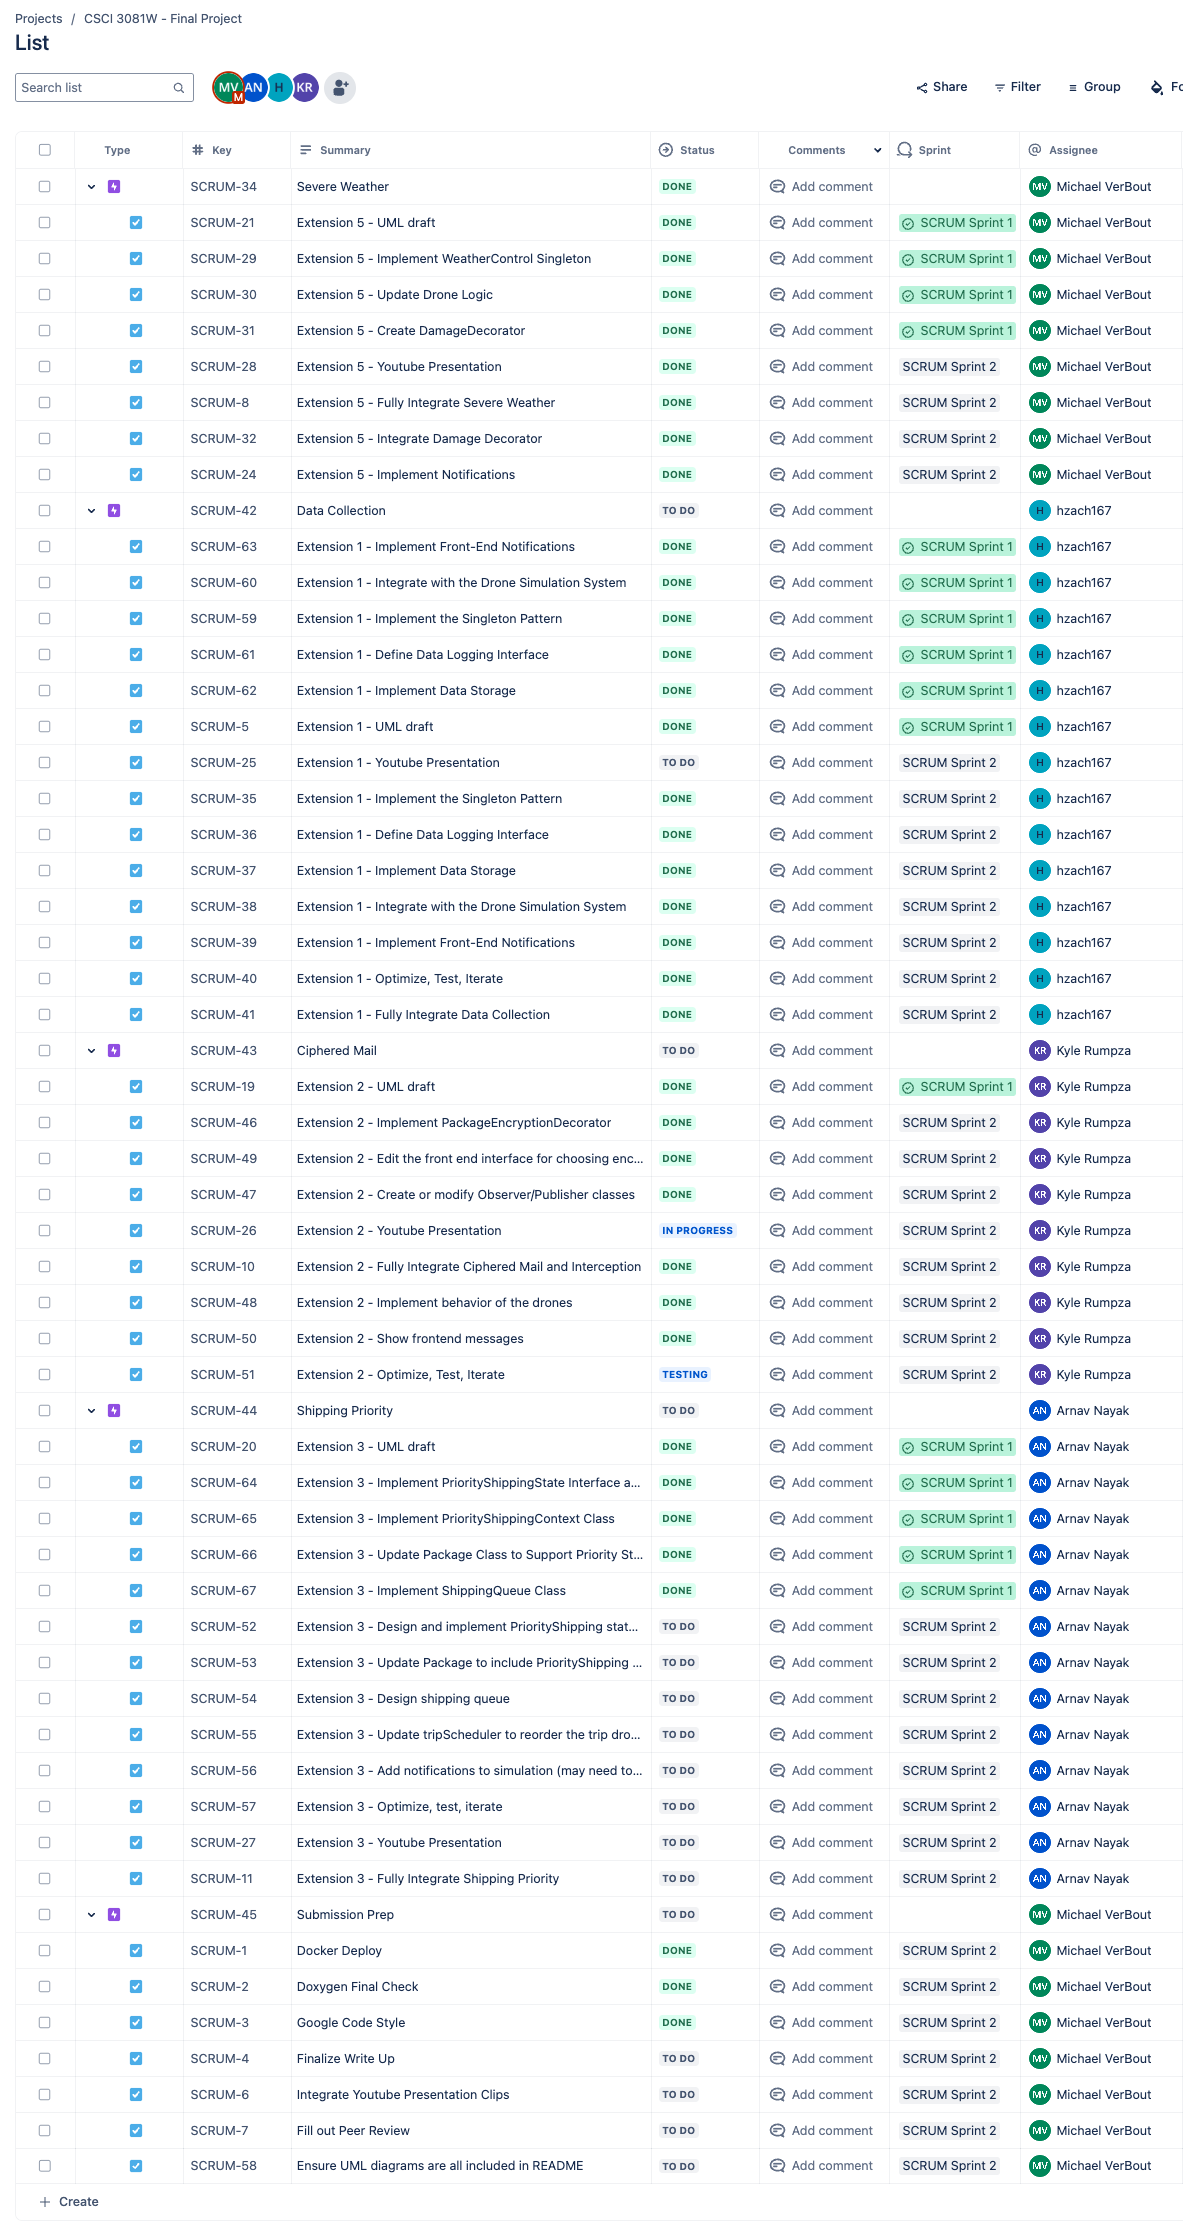 Projects / CSCI 3081W - Final Project
List
Search list MV M AN H KR Share Filter Group Fo
Type Key Summary Status Comments Sprint Assignee
SCRUM-34 Severe Weather DONE Add comment MV Michael VerBout
SCRUM-21 Extension 5 - UML draft DONE Add comment SCRUM Sprint 1 MV Michael VerBout
SCRUM-29 Extension 5 - Implement WeatherControl Singleton DONE Add comment SCRUM Sprint 1 MV Michael VerBout
SCRUM-30 Extension 5 - Update Drone Logic DONE Add comment SCRUM Sprint 1 MV Michael VerBout
SCRUM-31 Extension 5 - Create DamageDecorator DONE Add comment SCRUM Sprint 1 MV Michael VerBout
SCRUM-28 Extension 5 - Youtube Presentation DONE Add comment SCRUM Sprint 2 MV Michael VerBout
SCRUM-8 Extension 5 - Fully Integrate Severe Weather DONE Add comment SCRUM Sprint 2 MV Michael VerBout
SCRUM-32 Extension 5 - Integrate Damage Decorator DONE Add comment SCRUM Sprint 2 MV Michael VerBout
SCRUM-24 Extension 5 - Implement Notifications DONE Add comment SCRUM Sprint 2 MV Michael VerBout
SCRUM-42 Data Collection TO DO Add comment H hzach167
SCRUM-63 Extension 1 - Implement Front-End Notifications DONE Add comment SCRUM Sprint 1 H hzach167
SCRUM-60 Extension 1 - Integrate with the Drone Simulation System DONE Add comment SCRUM Sprint 1 H hzach167
SCRUM-59 Extension 1 - Implement the Singleton Pattern DONE Add comment SCRUM Sprint 1 H hzach167
SCRUM-61 Extension 1 - Define Data Logging Interface DONE Add comment SCRUM Sprint 1 H hzach167
SCRUM-62 Extension 1 - Implement Data Storage DONE Add comment SCRUM Sprint 1 H hzach167
SCRUM-5 Extension 1 - UML draft DONE Add comment SCRUM Sprint 1 H hzach167
SCRUM-25 Extension 1 - Youtube Presentation TO DO Add comment SCRUM Sprint 2 H hzach167
SCRUM-35 Extension 1 - Implement the Singleton Pattern DONE Add comment SCRUM Sprint 2 H hzach167
SCRUM-36 Extension 1 - Define Data Logging Interface DONE Add comment SCRUM Sprint 2 H hzach167
SCRUM-37 Extension 1 - Implement Data Storage DONE Add comment SCRUM Sprint 2 H hzach167
SCRUM-38 Extension 1 - Integrate with the Drone Simulation System DONE Add comment SCRUM Sprint 2 H hzach167
SCRUM-39 Extension 1 - Implement Front-End Notifications DONE Add comment SCRUM Sprint 2 H hzach167
SCRUM-40 Extension 1 - Optimize, Test, Iterate DONE Add comment SCRUM Sprint 2 H hzach167
SCRUM-41 Extension 1 - Fully Integrate Data Collection DONE Add comment SCRUM Sprint 2 H hzach167
SCRUM-43 Ciphered Mail TO DO Add comment KR Kyle Rumpza
SCRUM-19 Extension 2 - UML draft DONE Add comment SCRUM Sprint 1 KR Kyle Rumpza
SCRUM-46 Extension 2 - Implement PackageEncryptionDecorator DONE Add comment SCRUM Sprint 2 KR Kyle Rumpza
SCRUM-49 Extension 2 - Edit the front end interface for choosing enc... DONE Add comment SCRUM Sprint 2 KR Kyle Rumpza
SCRUM-47 Extension 2 - Create or modify Observer/Publisher classes DONE Add comment SCRUM Sprint 2 KR Kyle Rumpza
SCRUM-26 Extension 2 - Youtube Presentation IN PROGRESS Add comment SCRUM Sprint 2 KR Kyle Rumpza
SCRUM-10 Extension 2 - Fully Integrate Ciphered Mail and Interception DONE Add comment SCRUM Sprint 2 KR Kyle Rumpza
SCRUM-48 Extension 2 - Implement behavior of the drones DONE Add comment SCRUM Sprint 2 KR Kyle Rumpza
SCRUM-50 Extension 2 - Show frontend messages DONE Add comment SCRUM Sprint 2 KR Kyle Rumpza
SCRUM-51 Extension 2 - Optimize, Test, Iterate TESTING Add comment SCRUM Sprint 2 KR Kyle Rumpza
SCRUM-44 Shipping Priority TO DO Add comment AN Arnav Nayak
SCRUM-20 Extension 3 - UML draft DONE Add comment SCRUM Sprint 1 AN Arnav Nayak
SCRUM-64 Extension 3 - Implement PriorityShippingState Interface a... DONE Add comment SCRUM Sprint 1 AN Arnav Nayak
SCRUM-65 Extension 3 - Implement PriorityShippingContext Class DONE Add comment SCRUM Sprint 1 AN Arnav Nayak
SCRUM-66 Extension 3 - Update Package Class to Support Priority St... DONE Add comment SCRUM Sprint 1 AN Arnav Nayak
SCRUM-67 Extension 3 - Implement ShippingQueue Class DONE Add comment SCRUM Sprint 1 AN Arnav Nayak
SCRUM-52 Extension 3 - Design and implement PriorityShipping stat... TO DO Add comment SCRUM Sprint 2 AN Arnav Nayak
SCRUM-53 Extension 3 - Update Package to include PriorityShipping ... TO DO Add comment SCRUM Sprint 2 AN Arnav Nayak
SCRUM-54 Extension 3 - Design shipping queue TO DO Add comment SCRUM Sprint 2 AN Arnav Nayak
SCRUM-55 Extension 3 - Update tripScheduler to reorder the trip dro... TO DO Add comment SCRUM Sprint 2 AN Arnav Nayak
SCRUM-56 Extension 3 - Add notifications to simulation (may need to... TO DO Add comment SCRUM Sprint 2 AN Arnav Nayak
SCRUM-57 Extension 3 - Optimize, test, iterate TO DO Add comment SCRUM Sprint 2 AN Arnav Nayak
SCRUM-27 Extension 3 - Youtube Presentation TO DO Add comment SCRUM Sprint 2 AN Arnav Nayak
SCRUM-11 Extension 3 - Fully Integrate Shipping Priority TO DO Add comment SCRUM Sprint 2 AN Arnav Nayak
SCRUM-45 Submission Prep TO DO Add comment MV Michael VerBout
SCRUM-1 Docker Deploy DONE Add comment SCRUM Sprint 2 MV Michael VerBout
SCRUM-2 Doxygen Final Check DONE Add comment SCRUM Sprint 2 MV Michael VerBout
SCRUM-3 Google Code Style DONE Add comment SCRUM Sprint 2 MV Michael VerBout
SCRUM-4 Finalize Write Up TO DO Add comment SCRUM Sprint 2 MV Michael VerBout
SCRUM-6 Integrate Youtube Presentation Clips TO DO Add comment SCRUM Sprint 2 MV Michael VerBout
SCRUM-7 Fill out Peer Review TO DO Add comment SCRUM Sprint 2 MV Michael VerBout
SCRUM-58 Ensure UML diagrams are all included in README TO DO Add comment SCRUM Sprint 2 MV Michael VerBout
+ Create